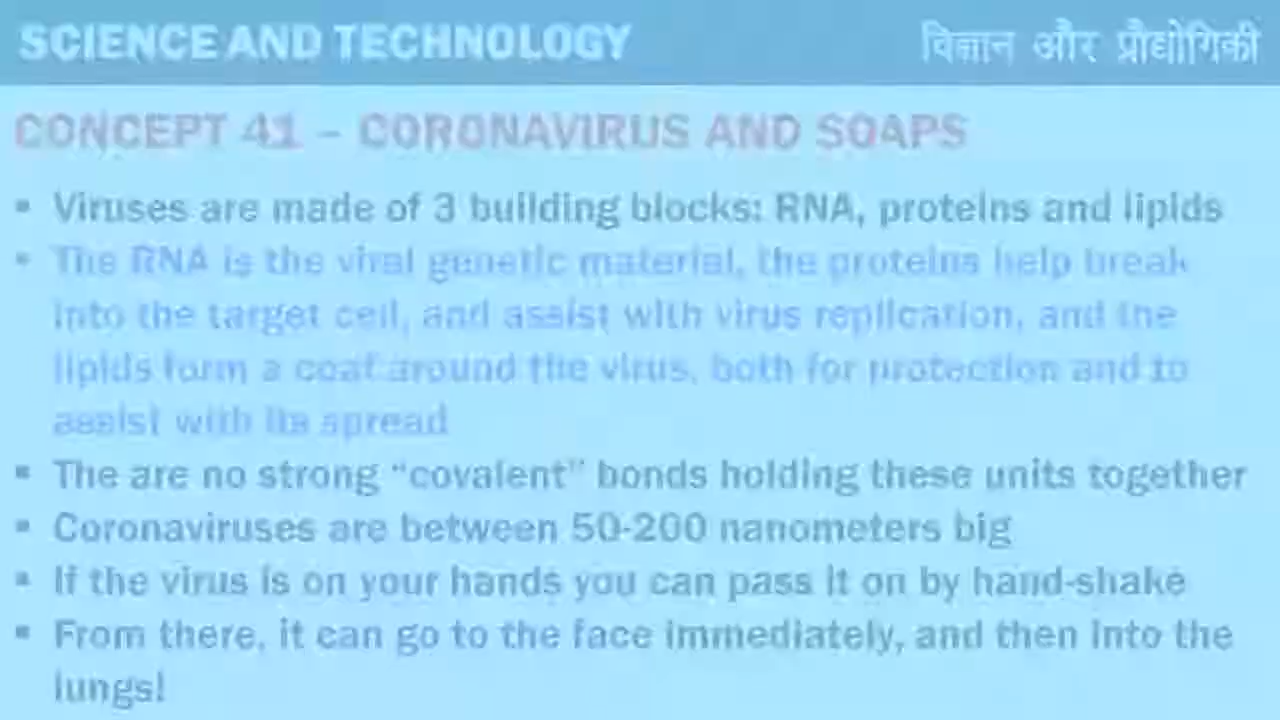 SCIENCE AND TECHNOLOGY विज्ञान और प्रौद्योगिकी
CONCEPT 41 – CORONAVIRUS AND SOAPS
▪ Viruses are made of 3 building blocks: RNA, proteins and lipids
▪ The RNA is the viral genetic material, the proteins help break
into the target cell, and assist with virus replication, and the
lipids form a coat around the virus, both for protection and to
assist with its spread
▪ The are no strong “covalent” bonds holding these units together
▪ Coronaviruses are between 50-200 nanometers big
▪ If the virus is on your hands you can pass it on by hand-shake
▪ From there, it can go to the face immediately, and then into the
lungs!